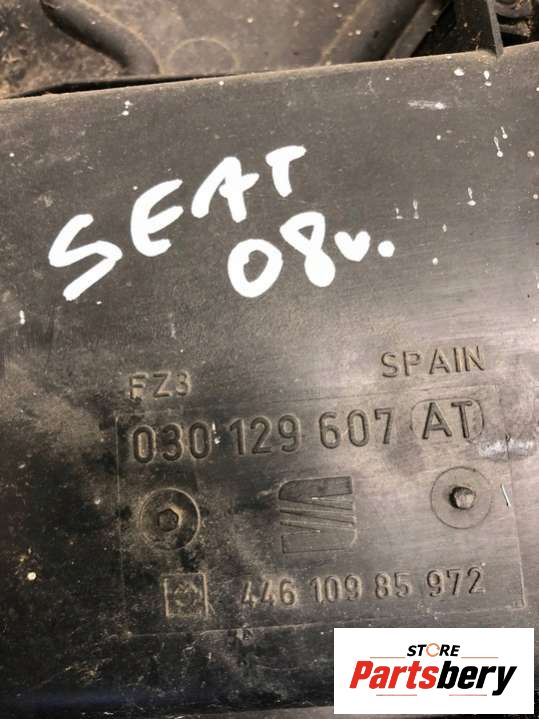 SEAT
08v.
FZ3 SPAIN
030 129 607 AT
446 109 85 972
STORE
Partsbery